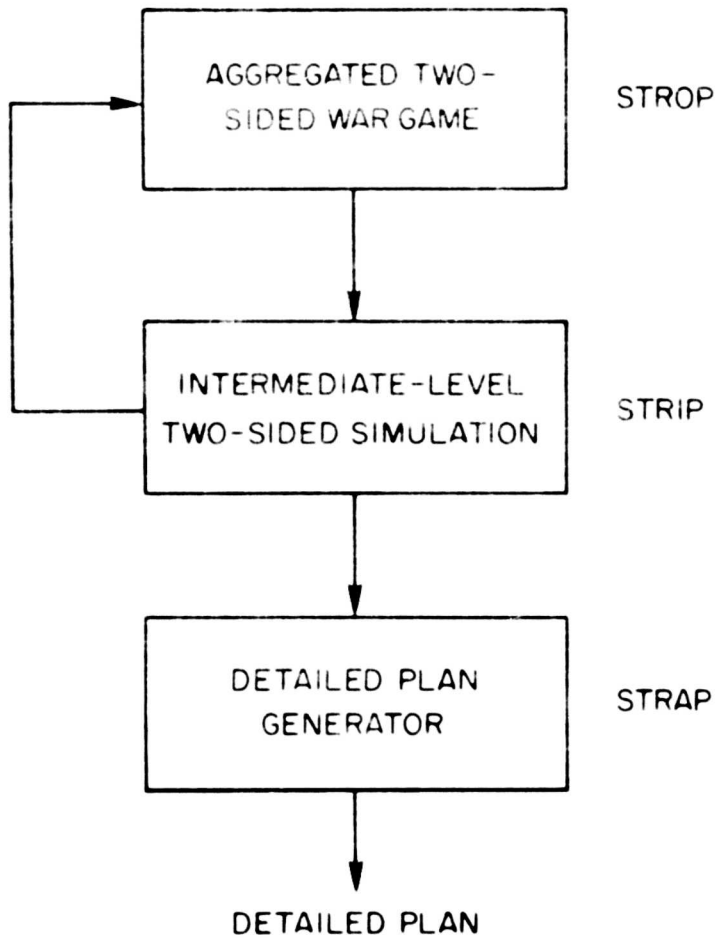 AGGREGATED TWO-
SIDED WAR GAME
STROP
INTERMEDIATE-LEVEL
TWO-SIDED SIMULATION
STRIP
DETAILED PLAN
GENERATOR
STRAP
DETAILED PLAN